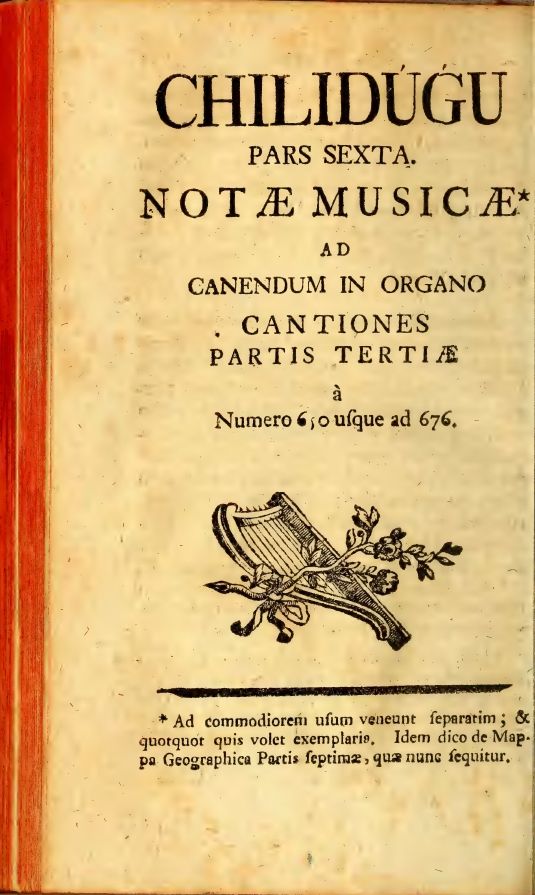 CHILIDÚGU
PARS SEXTA.
NOTÆ MUSICÆ*
AD
CANENDUM IN ORGANO
CANTIONES
PARTIS TERTIÆ
à
Numero 650 uſque ad 676.
* Ad commodiorem uſum veneunt ſeparatim; &
quotquot quis volet exemplaria. Idem dico de Map-
pa Geographica Partis ſeptimæ, quæ nunc ſequitur.